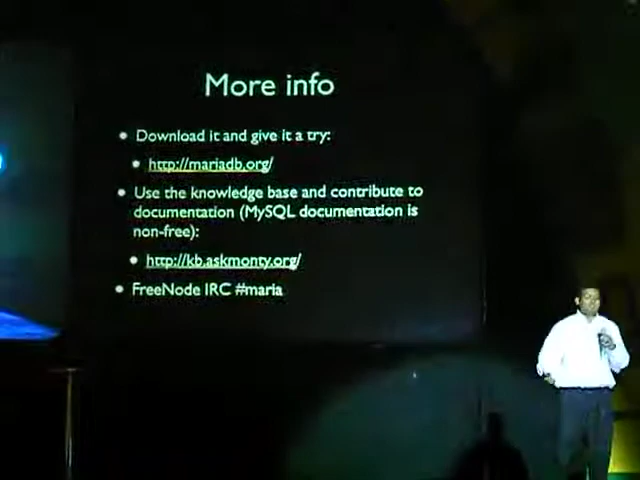 More info
• Download it and give it a try:
• http://mariadb.org/
• Use the knowledge base and contribute to
documentation (MySQL documentation is
non-free):
• http://kb.askmonty.org/
• FreeNode IRC #maria